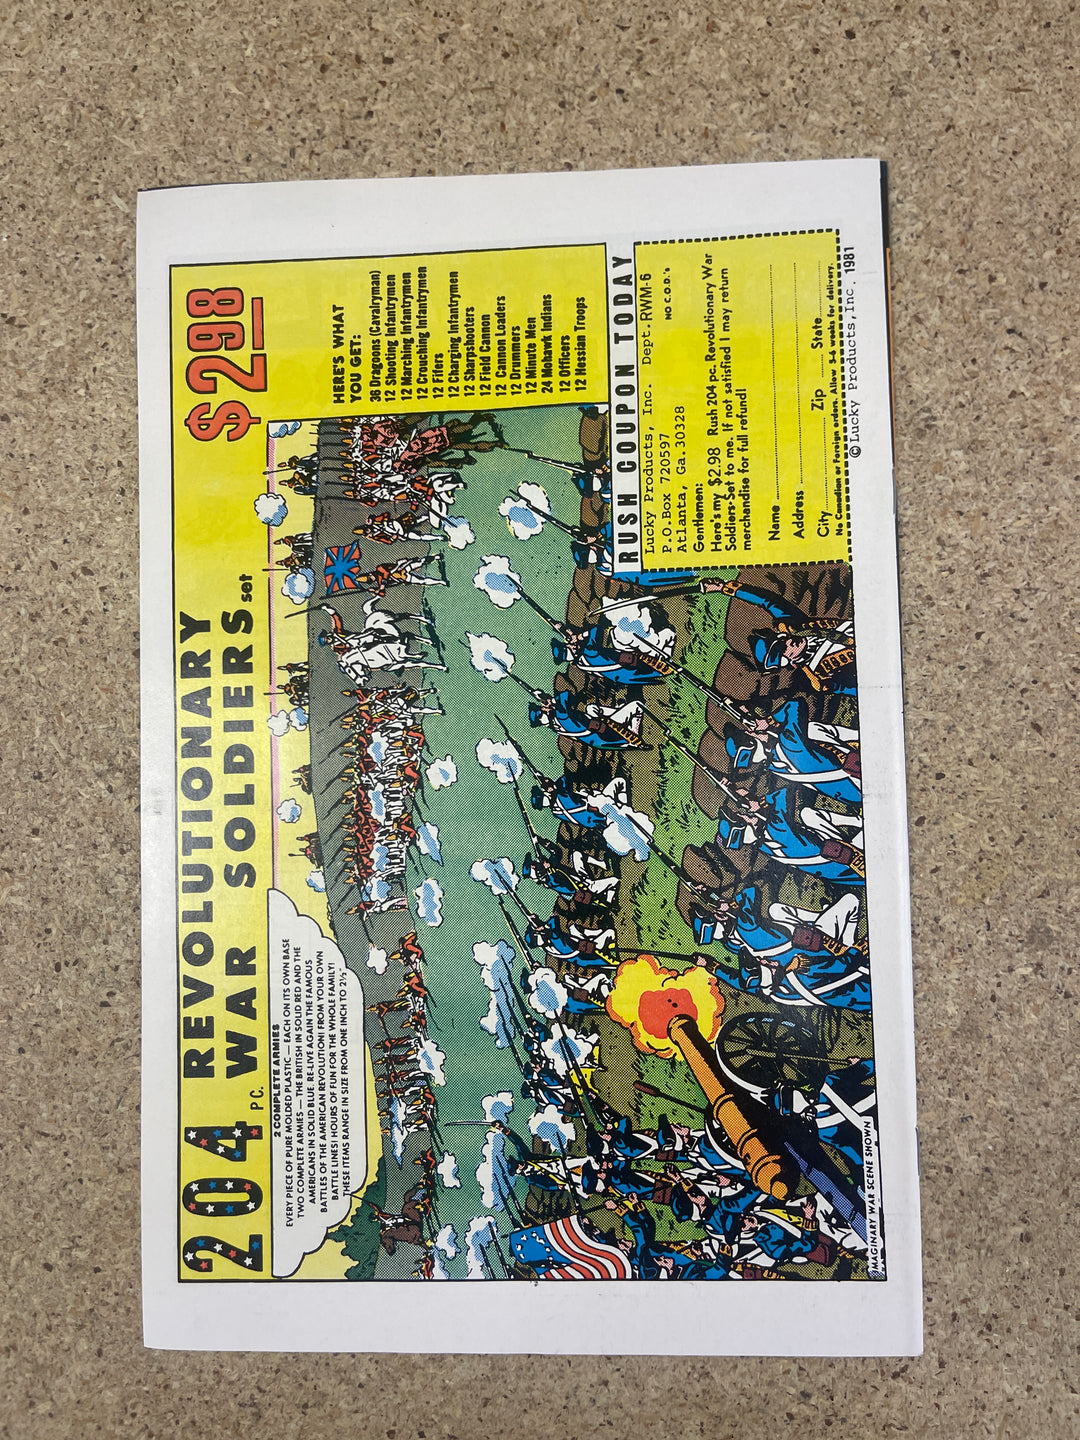 204 PC. REVOLUTIONARY
WAR SOLDIERS set
$2.98
2 COMPLETE ARMIES
EVERY PIECE OF PURE MOLDED PLASTIC — EACH ON ITS OWN BASE
TWO COMPLETE ARMIES — THE BRITISH IN SOLID RED AND THE
AMERICANS IN SOLID BLUE. RE-LIVE AGAIN THE FAMOUS
BATTLES OF THE AMERICAN REVOLUTION! FROM YOUR OWN
BATTLE LINES! HOURS OF FUN FOR THE WHOLE FAMILY!
THESE ITEMS RANGE IN SIZE FROM ONE INCH TO 2½"
HERE'S WHAT
YOU GET:
36 Dragoons (Cavalryman)
12 Shooting Infantrymen
12 Marching Infantrymen
12 Crouching Infantrymen
12 Fifers
12 Charging Infantrymen
12 Sharpshooters
12 Field Cannon
12 Cannon Loaders
12 Drummers
12 Minute Men
24 Mohawk Indians
12 Officers
12 Hessian Troops
RUSH COUPON TODAY
Lucky Products, Inc. Dept. RWM-6
P.O.Box 720597 NO C.O.D.'s
Atlanta, Ga. 30328
Gentlemen:
Here's my $2.98 Rush 204 pc. Revolutionary War
Soldiers Set to me. If not satisfied I may return
merchandise for full refund!
Name
Address
City Zip State
No Canadian or Foreign orders. Allow 5-6 weeks for delivery.
© Lucky Products, Inc. 1981
IMAGINARY WAR SCENE SHOWN